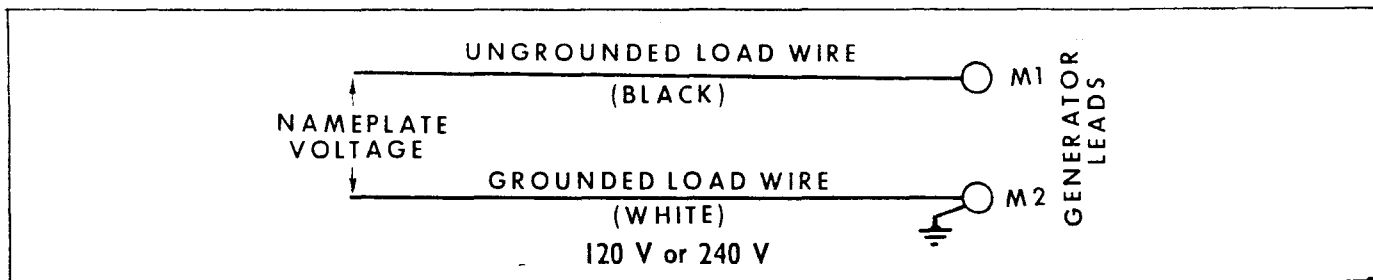 UNGROUNDED LOAD WIRE
(BLACK)
M1
NAMEPLATE
VOLTAGE
GENERATOR
LEADS
GROUNDED LOAD WIRE
(WHITE)
M2
120 V or 240 V